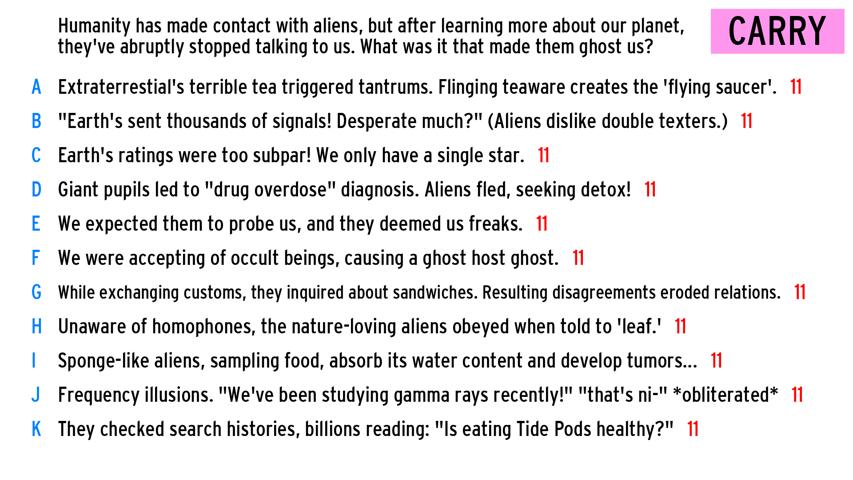 Humanity has made contact with aliens, but after learning more about our planet,
they've abruptly stopped talking to us. What was it that made them ghost us?
CARRY
A Extraterrestial's terrible tea triggered tantrums. Flinging teaware creates the 'flying saucer'. 11
B "Earth's sent thousands of signals! Desperate much?" (Aliens dislike double texters.) 11
C Earth's ratings were too subpar! We only have a single star. 11
D Giant pupils led to "drug overdose" diagnosis. Aliens fled, seeking detox! 11
E We expected them to probe us, and they deemed us freaks. 11
F We were accepting of occult beings, causing a ghost host ghost. 11
G While exchanging customs, they inquired about sandwiches. Resulting disagreements eroded relations. 11
H Unaware of homophones, the nature-loving aliens obeyed when told to 'leaf.' 11
I Sponge-like aliens, sampling food, absorb its water content and develop tumors... 11
J Frequency illusions. "We've been studying gamma rays recently!" "that's ni-" *obliterated* 11
K They checked search histories, billions reading: "Is eating Tide Pods healthy?" 11